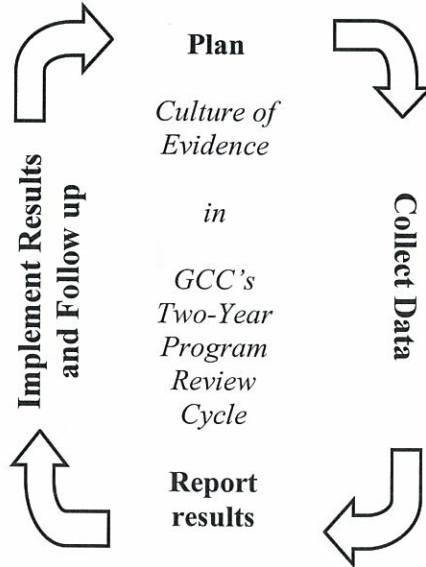 Plan
Culture of
Evidence
in
GCC's
Two-Year
Program
Review
Cycle
Collect Data
Report
results
Implement Results
and Follow up